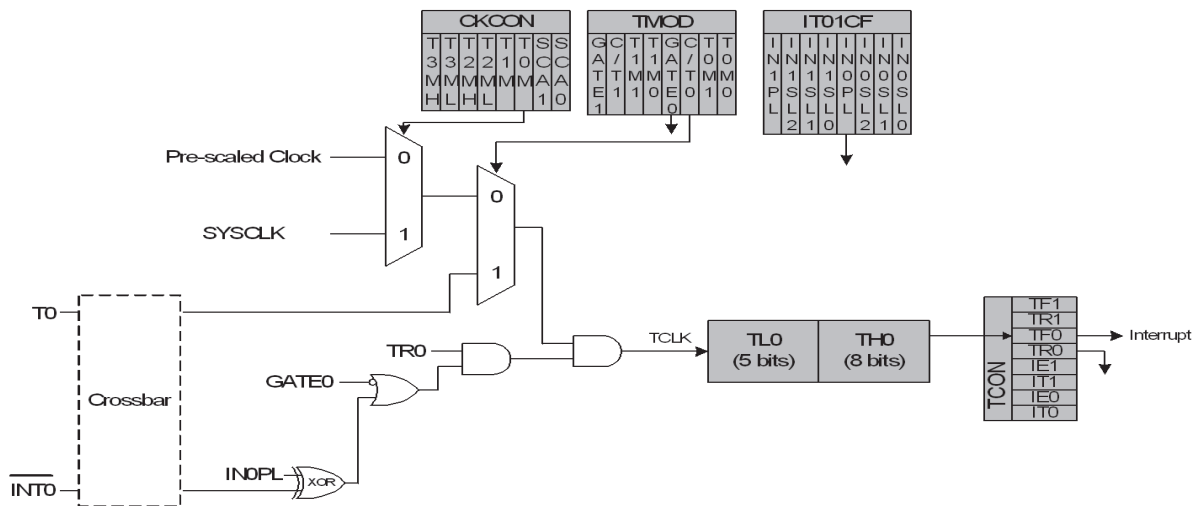 CKCON
T3MH T3ML T2MH T2ML T1M T0M SCA1 SCA0
TMOD
GATE1 C/T1 T1M1 T1M0 GATE0 C/T0 T0M1 T0M0
IT01CF
IN1PL IN1SL2 IN1SL1 IN1SL0 IN0PL IN0SL2 IN0SL1 IN0SL0
Pre-scaled Clock
0
SYSCLK
1
0
1
T0
Crossbar
TR0
GATE0
IN0PL
XOR
INT0
TCLK
TL0
(5 bits)
TH0
(8 bits)
TCON
TF1
TR1
TF0
TR0
IE1
IT1
IE0
IT0
Interrupt